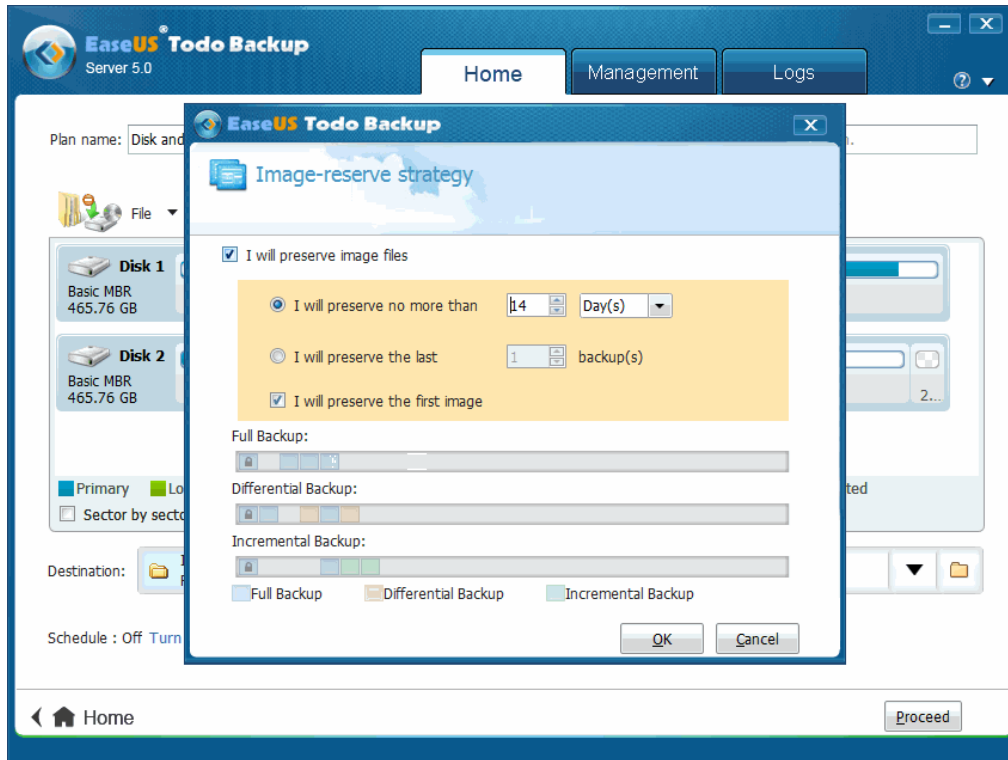 EaseUS® Todo Backup
Server 5.0
Home
Management
Logs
Plan name: Disk and
EaseUS Todo Backup
Image-reserve strategy
File
I will preserve image files
Disk 1
Basic MBR
465.76 GB
I will preserve no more than 14 Day(s)
Disk 2
Basic MBR
465.76 GB
2...
I will preserve the last 1 backup(s)
I will preserve the first image
Full Backup:
Primary
Lo
ted
Differential Backup:
Sector by secto
Incremental Backup:
Destination:
Full Backup
Differential Backup
Incremental Backup
Schedule : Off Turn
OK
Cancel
Home
Proceed